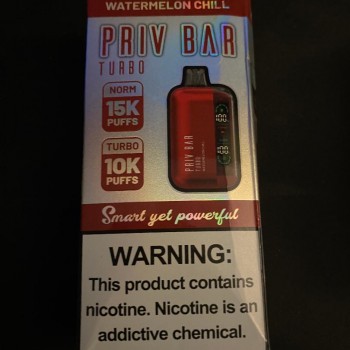 WATERMELON CHILL
PRIV BAR
TURBO
NORM
15K
PUFFS
TURBO
10K
PUFFS
PRIV BAR
TURBO
Smart yet powerful
WARNING:
This product contains
nicotine. Nicotine is an
addictive chemical.